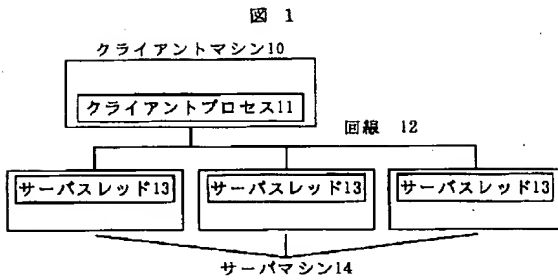 図 1
クライアントマシン10
クライアントプロセス11
回線 12
サーバスレッド13 サーバスレッド13 サーバスレッド13
サーバマシン14